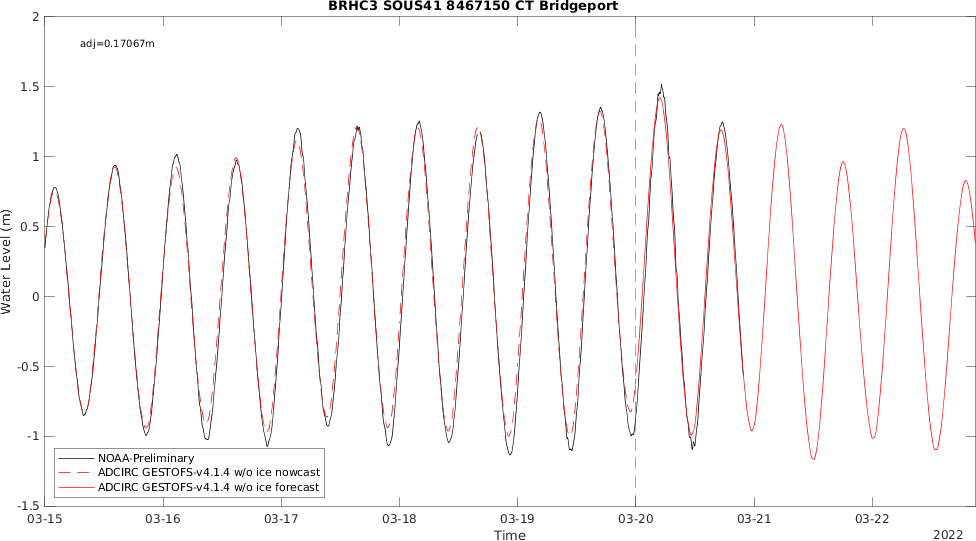 BRHC3 SOUS41 8467150 CT Bridgeport
adj=0.17067m
2
1.5
1
0.5
0
-0.5
-1
-1.5
Water Level (m)
NOAA-Preliminary
ADCIRC GESTOFS-v4.1.4 w/o ice nowcast
ADCIRC GESTOFS-v4.1.4 w/o ice forecast
03-15 03-16 03-17 03-18 03-19 03-20 03-21 03-22
Time
2022